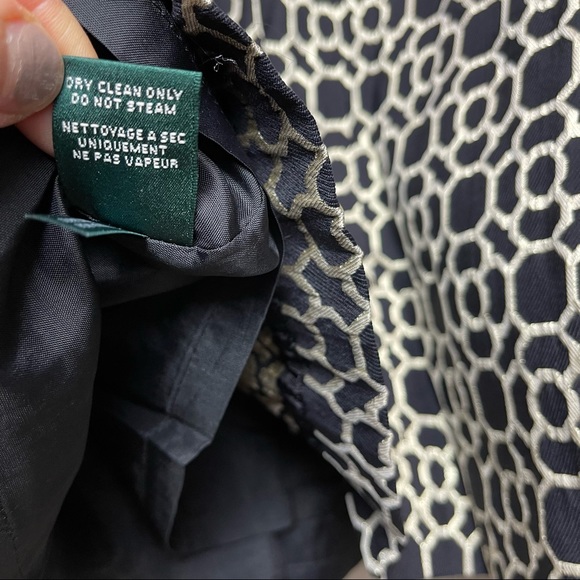 DRY CLEAN ONLY
DO NOT STEAM
NETTOYAGE A SEC
UNIQUEMENT
NE PAS VAPEUR